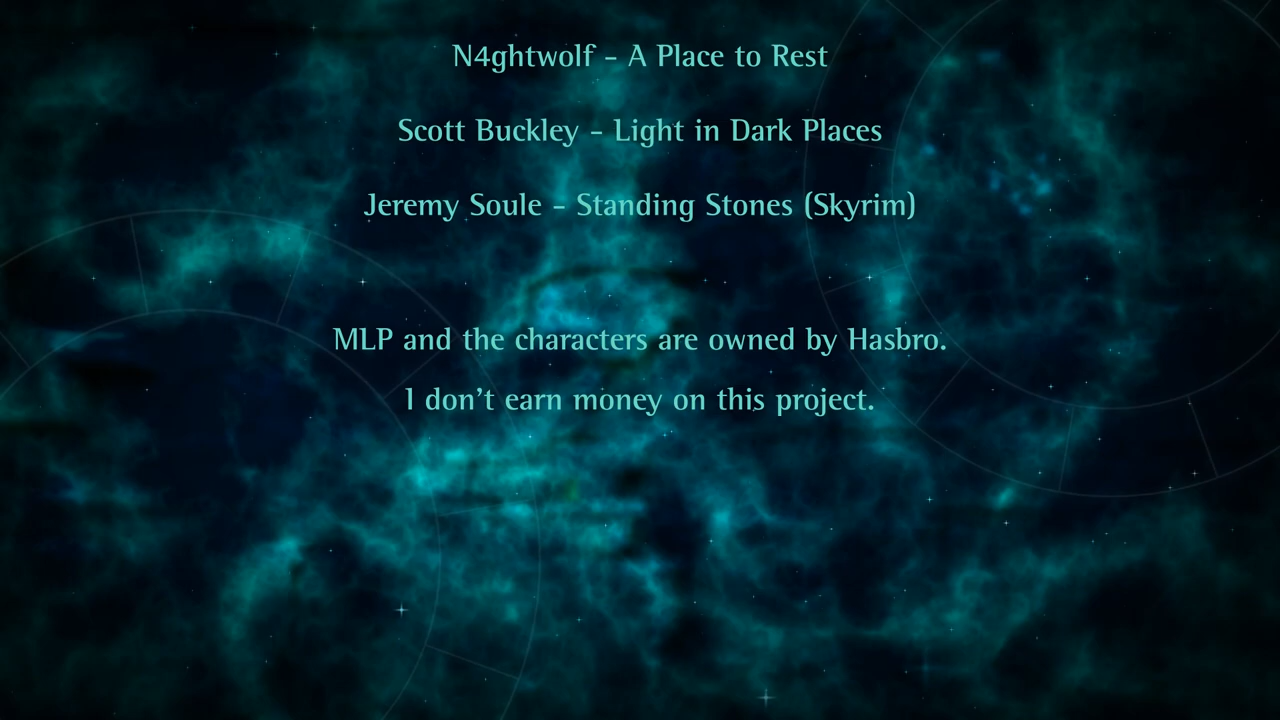 N4ghtwolf - A Place to Rest
Scott Buckley - Light in Dark Places
Jeremy Soule - Standing Stones (Skyrim)
MLP and the characters are owned by Hasbro.
I don't earn money on this project.